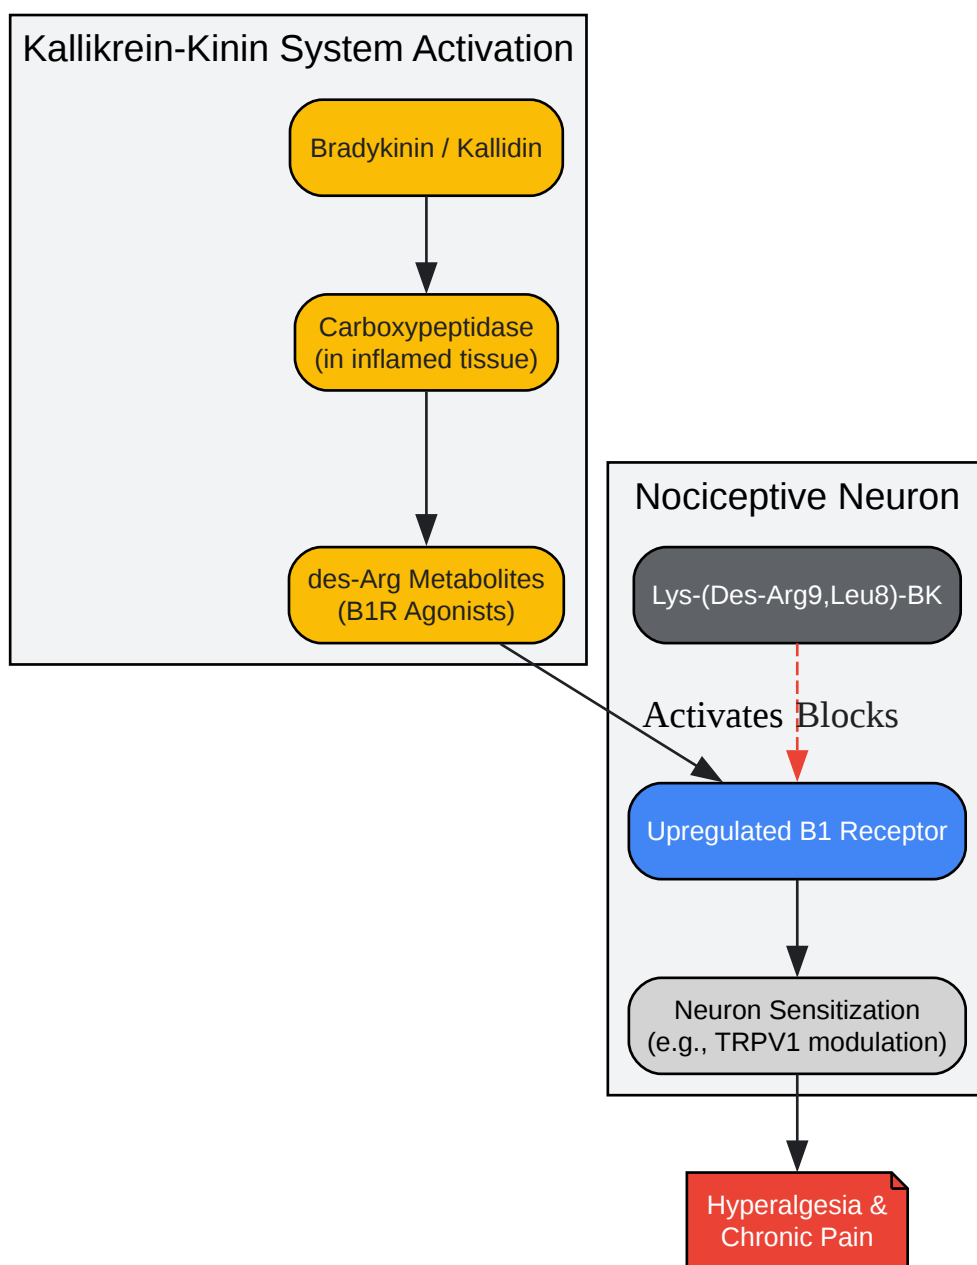 Kallikrein-Kinin System Activation
Bradykinin / Kallidin
Carboxypeptidase
(in inflamed tissue)
des-Arg Metabolites
(B1R Agonists)
Nociceptive Neuron
Lys-(Des-Arg9,Leu8)-BK
Activates
Blocks
Upregulated B1 Receptor
Neuron Sensitization
(e.g., TRPV1 modulation)
Hyperalgesia &
Chronic Pain